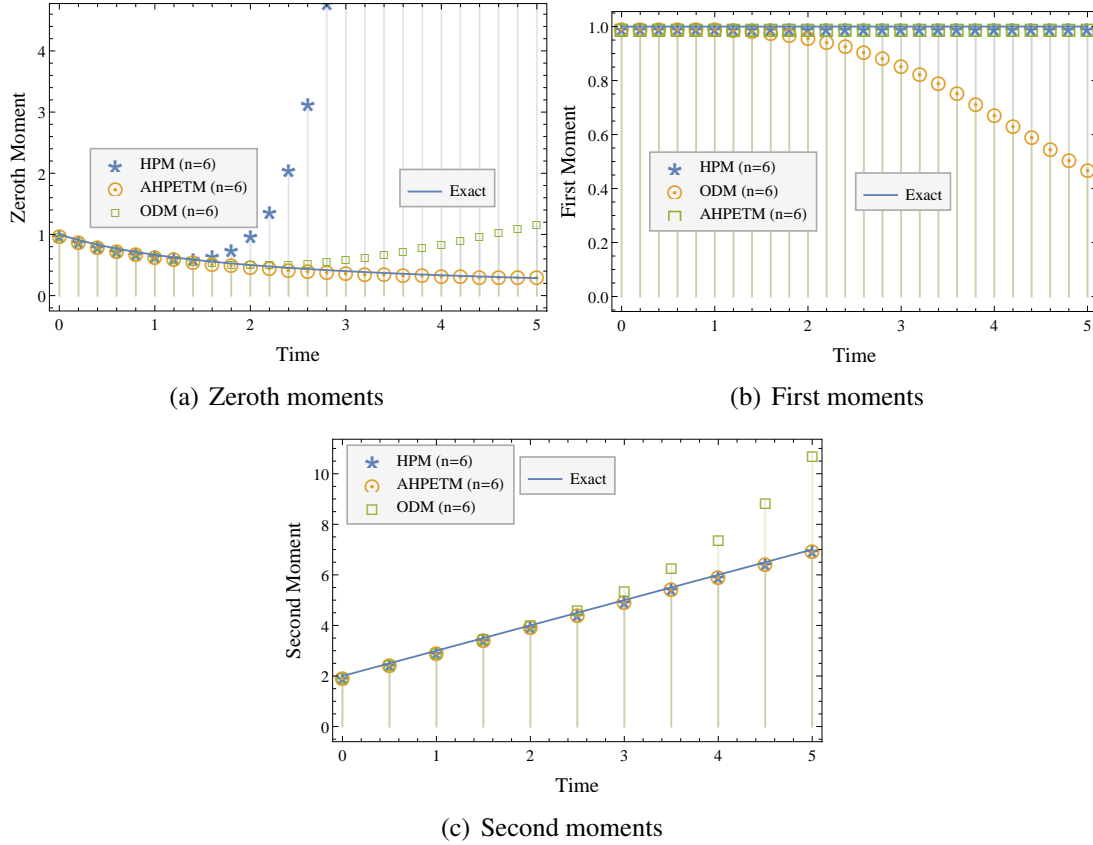 4
3
2
1
0
Zeroth Moment
HPM (n=6)
AHPETM (n=6)
ODM (n=6)
Exact
0 1 2 3 4 5
Time
(a) Zeroth moments
1.0
0.8
0.6
0.4
0.2
0.0
First Moment
HPM (n=6)
ODM (n=6)
AHPETM (n=6)
Exact
0 1 2 3 4 5
Time
(b) First moments
10
8
6
4
2
0
Second Moment
HPM (n=6)
AHPETM (n=6)
ODM (n=6)
Exact
0 1 2 3 4 5
Time
(c) Second moments